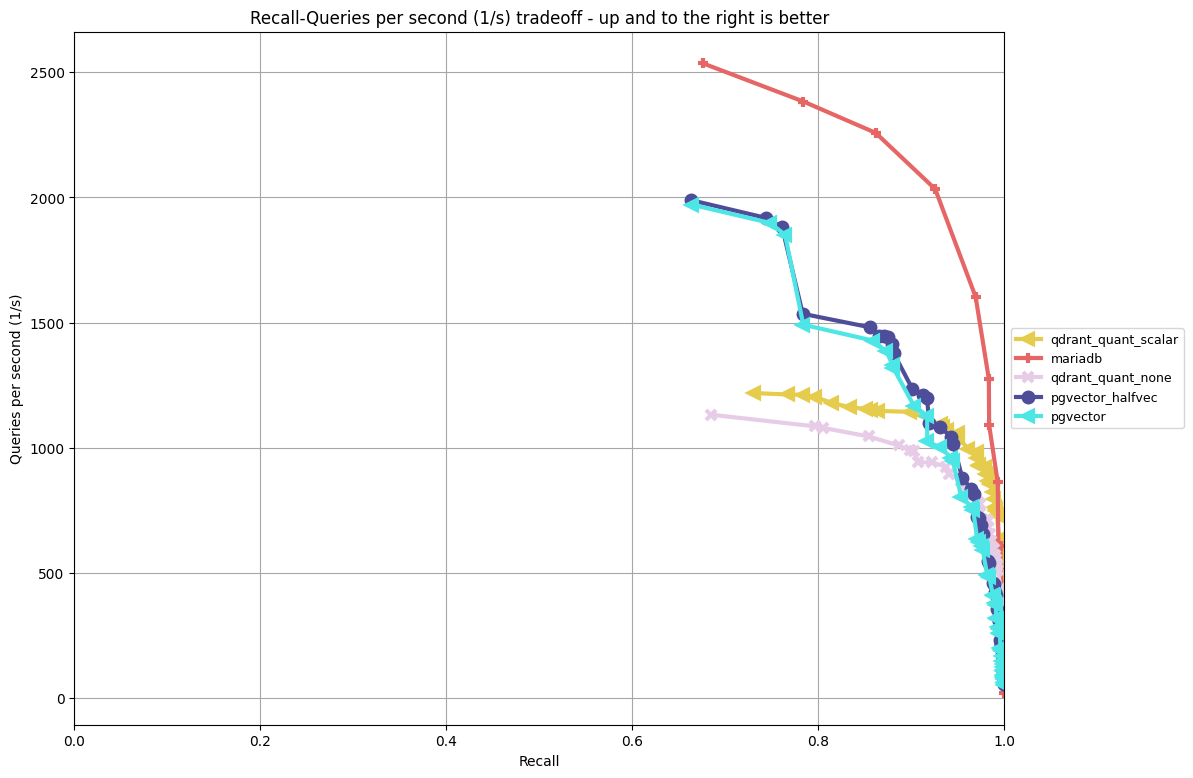 Recall-Queries per second (1/s) tradeoff - up and to the right is better
Queries per second (1/s)
2500
2000
1500
1000
500
0
0.0
0.2
0.4
0.6
0.8
1.0
Recall
qdrant_quant_scalar
mariadb
qdrant_quant_none
pgvector_halfvec
pgvector